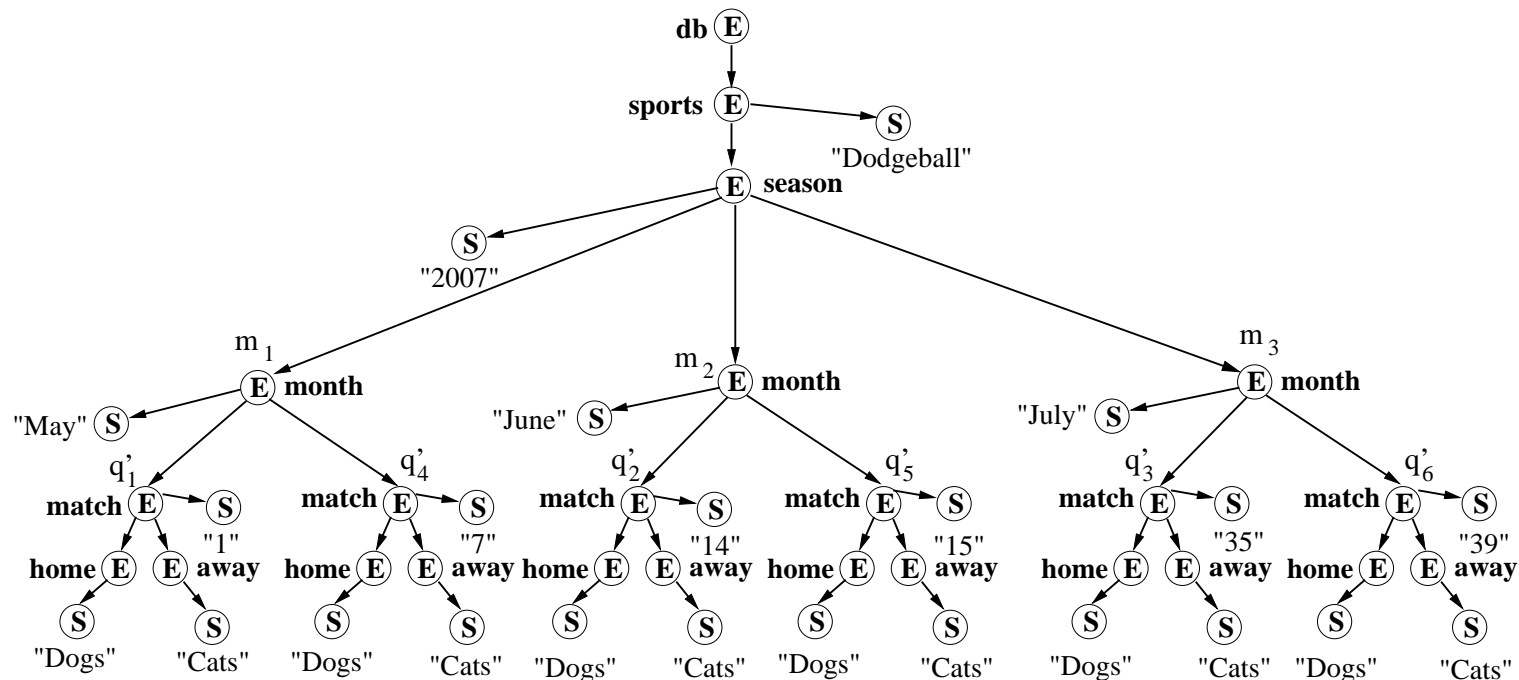 db E
sports E
S
"Dodgeball"
E season
S
"2007"
m 1
m 2
m 3
E month
E month
E month
"May" S
"June" S
"July" S
q'1
q'4
q'2
q'5
q'3
q'6
match E S
match E S
match E S
match E S
match E S
match E S
"1"
"7"
"14"
"15"
"35"
"39"
home E E away
home E E away
home E E away
home E E away
home E E away
home E E away
S S
S S
S S
S S
S S
S S
"Dogs" "Cats"
"Dogs" "Cats"
"Dogs" "Cats"
"Dogs" "Cats"
"Dogs" "Cats"
"Dogs" "Cats"